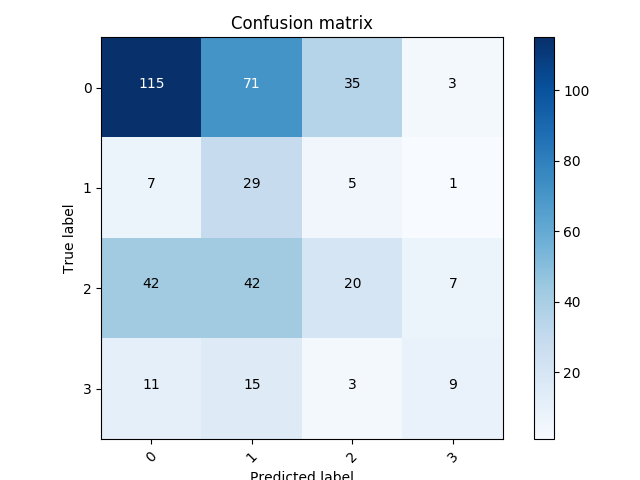 Confusion matrix
0 115 71 35 3
1 7 29 5 1
2 42 42 20 7
3 11 15 3 9
0 1 2 3
True label
Predicted label
100
80
60
40
20